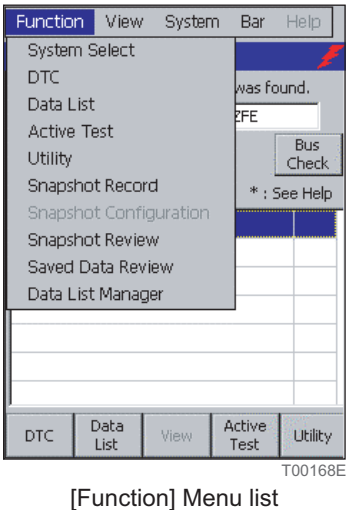 Function View System Bar Help
System Select
DTC
was found.
Data List
ZFE
Active Test
Bus
Check
Utility
Snapshot Record
* : See Help
Snapshot Configuration
Snapshot Review
Saved Data Review
Data List Manager
DTC
Data
List
View
Active
Test
Utility
T00168E
[Function] Menu list